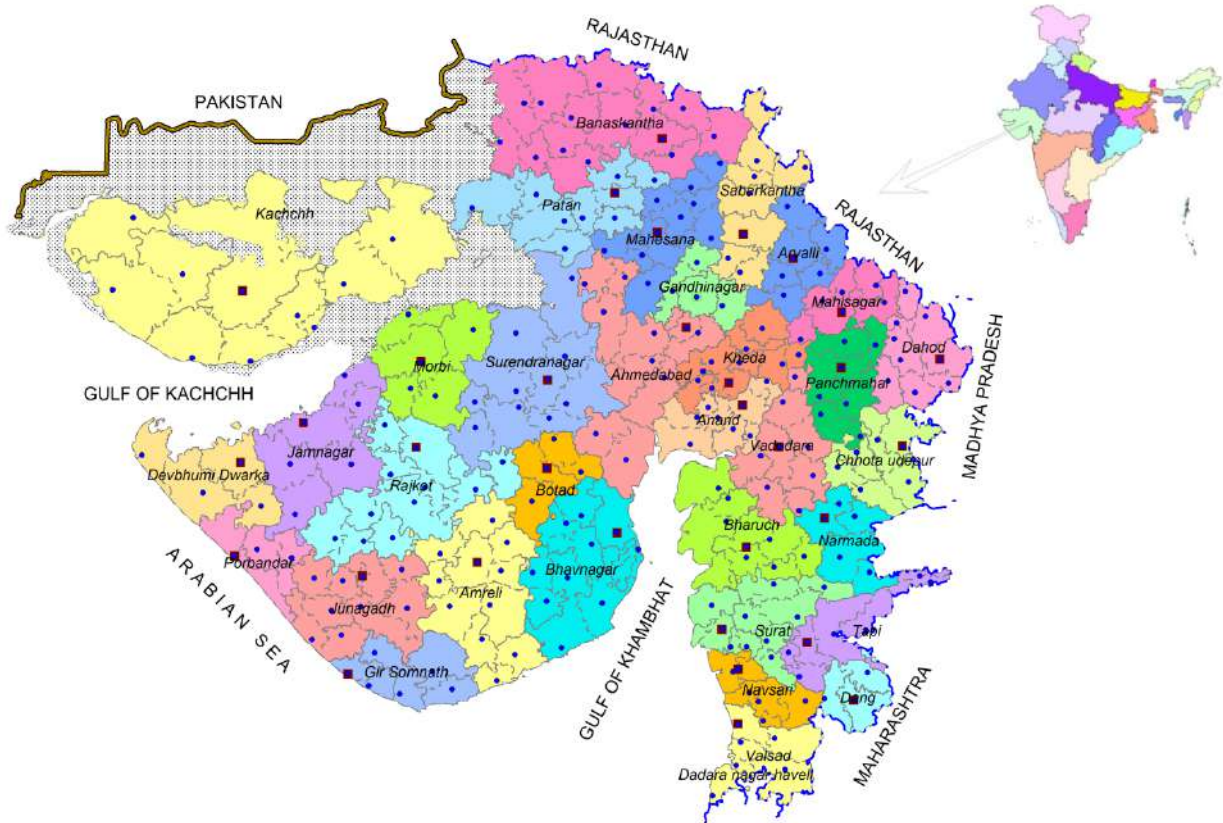 RAJASTHAN
PAKISTAN
Banaskantha
Kachchh
Patan
Sabarkantha
Mahesana
Arvalli
RAJASTHAN
Gandhinagar
Mahisagar
Morbi
Surendranagar
Ahmedabad
Kheda
Panchmahal
Dahod
GULF OF KACHCHH
Anand
Vadodara
MADHYA PRADESH
Jamnagar
Devbhumi Dwarka
Rajkot
Botad
Chhota udepur
Bharuch
Narmada
Porbandar
Bhavnagar
Amreli
Junagadh
ARABIAN SEA
GULF OF KHAMBHAT
Surat
Tapi
Gir Somnath
Navsari
Dang
MAHARASHTRA
Valsad
Dadara nagar haveli